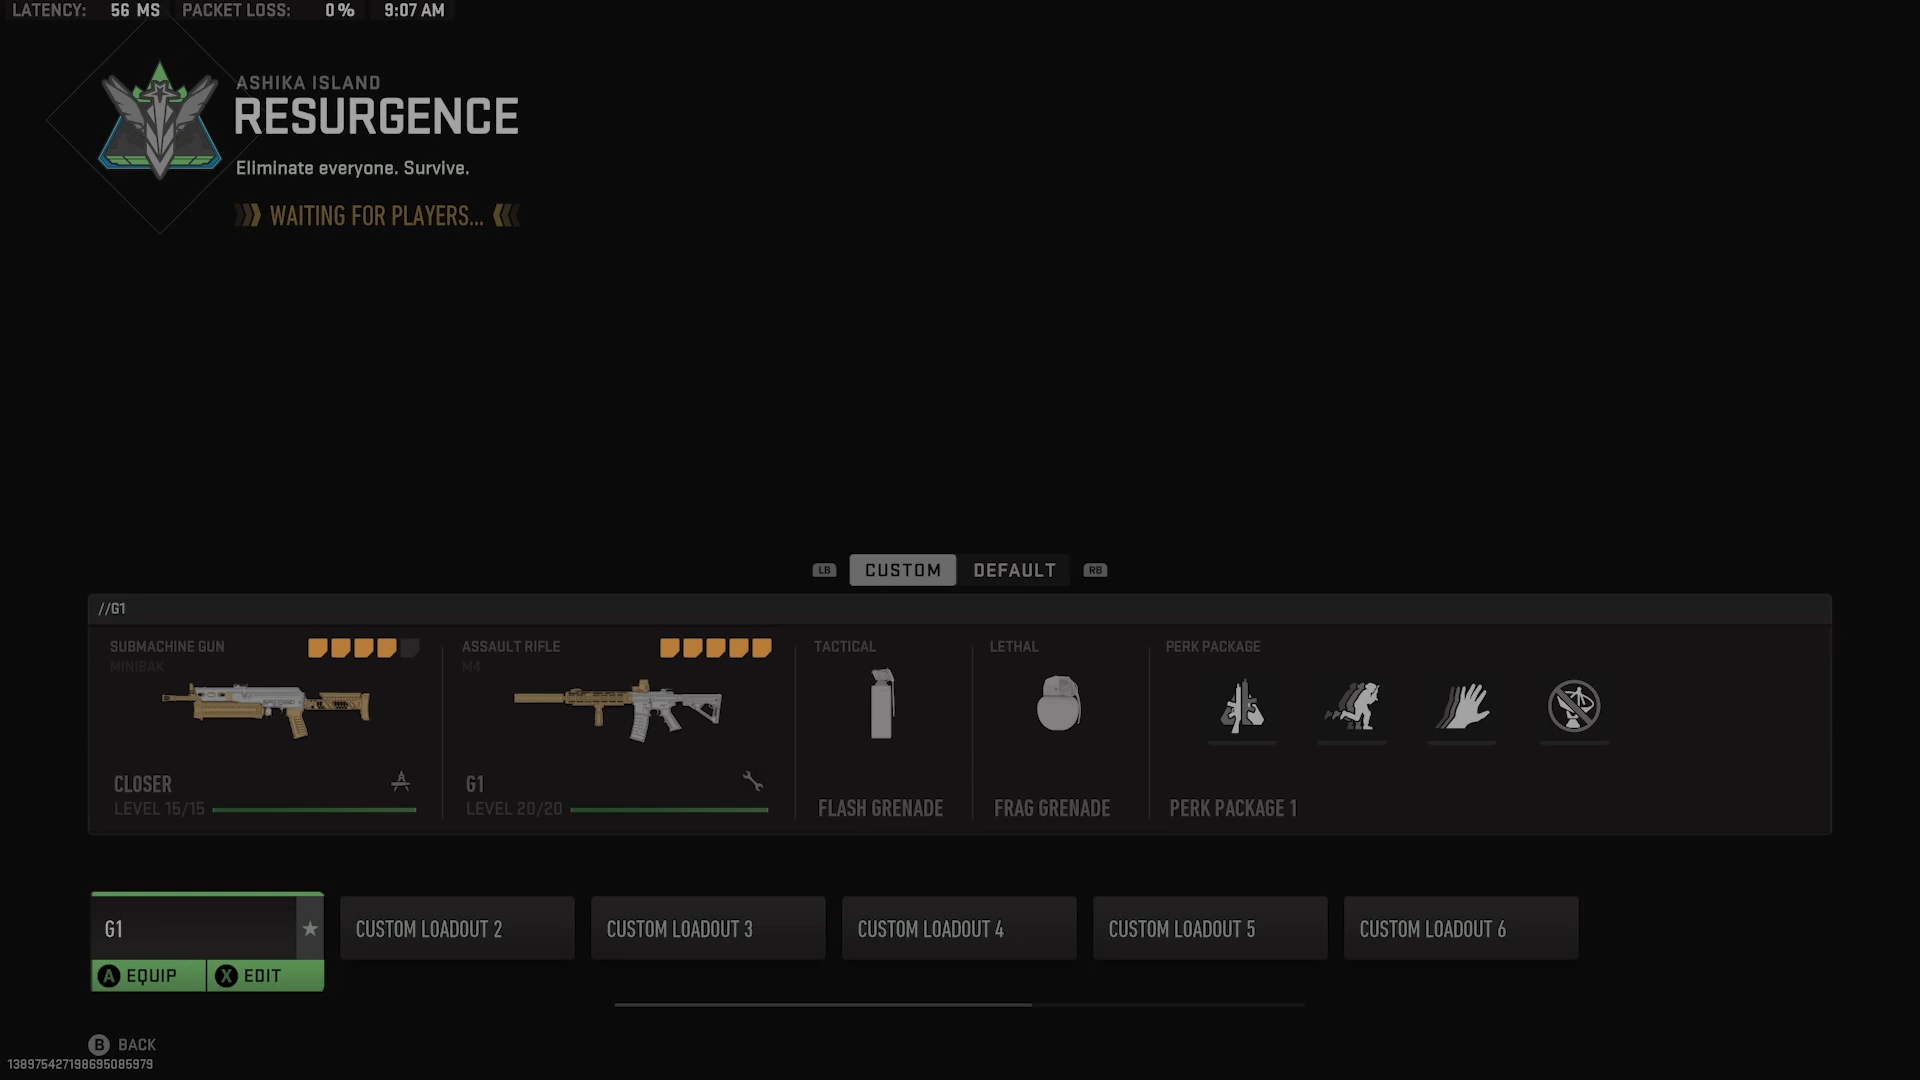 LATENCY: 56 MS PACKET LOSS: 0% 9:07 AM
ASHIKA ISLAND
RESURGENCE
Eliminate everyone. Survive.
WAITING FOR PLAYERS...
LB CUSTOM DEFAULT RB
//G1
SUBMACHINE GUN ASSAULT RIFLE TACTICAL LETHAL PERK PACKAGE
MINIBAK M4
CLOSER G1
LEVEL 15/15 LEVEL 20/20 FLASH GRENADE FRAG GRENADE PERK PACKAGE 1
G1 CUSTOM LOADOUT 2 CUSTOM LOADOUT 3 CUSTOM LOADOUT 4 CUSTOM LOADOUT 5 CUSTOM LOADOUT 6
A EQUIP X EDIT
B BACK
13897542719869508​5979